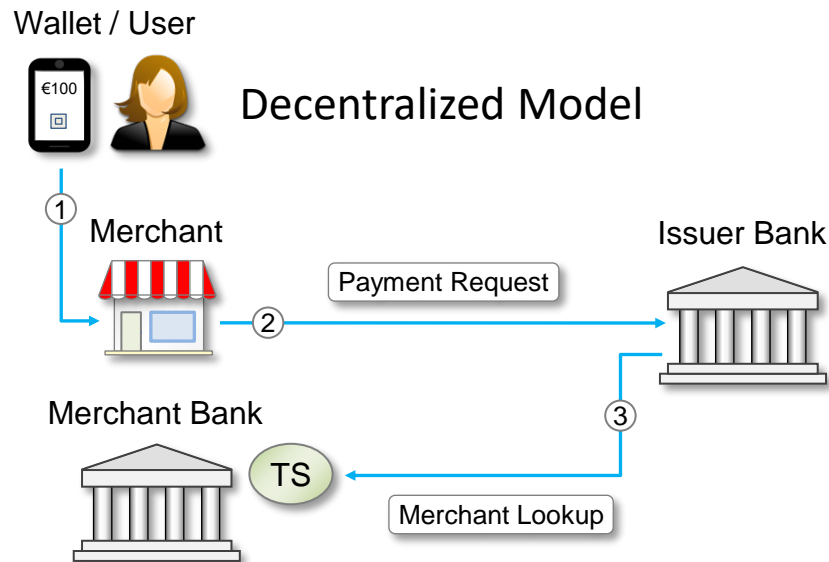 Wallet / User
€100
Decentralized Model
1
Merchant
Issuer Bank
Payment Request
2
3
Merchant Bank
TS
Merchant Lookup